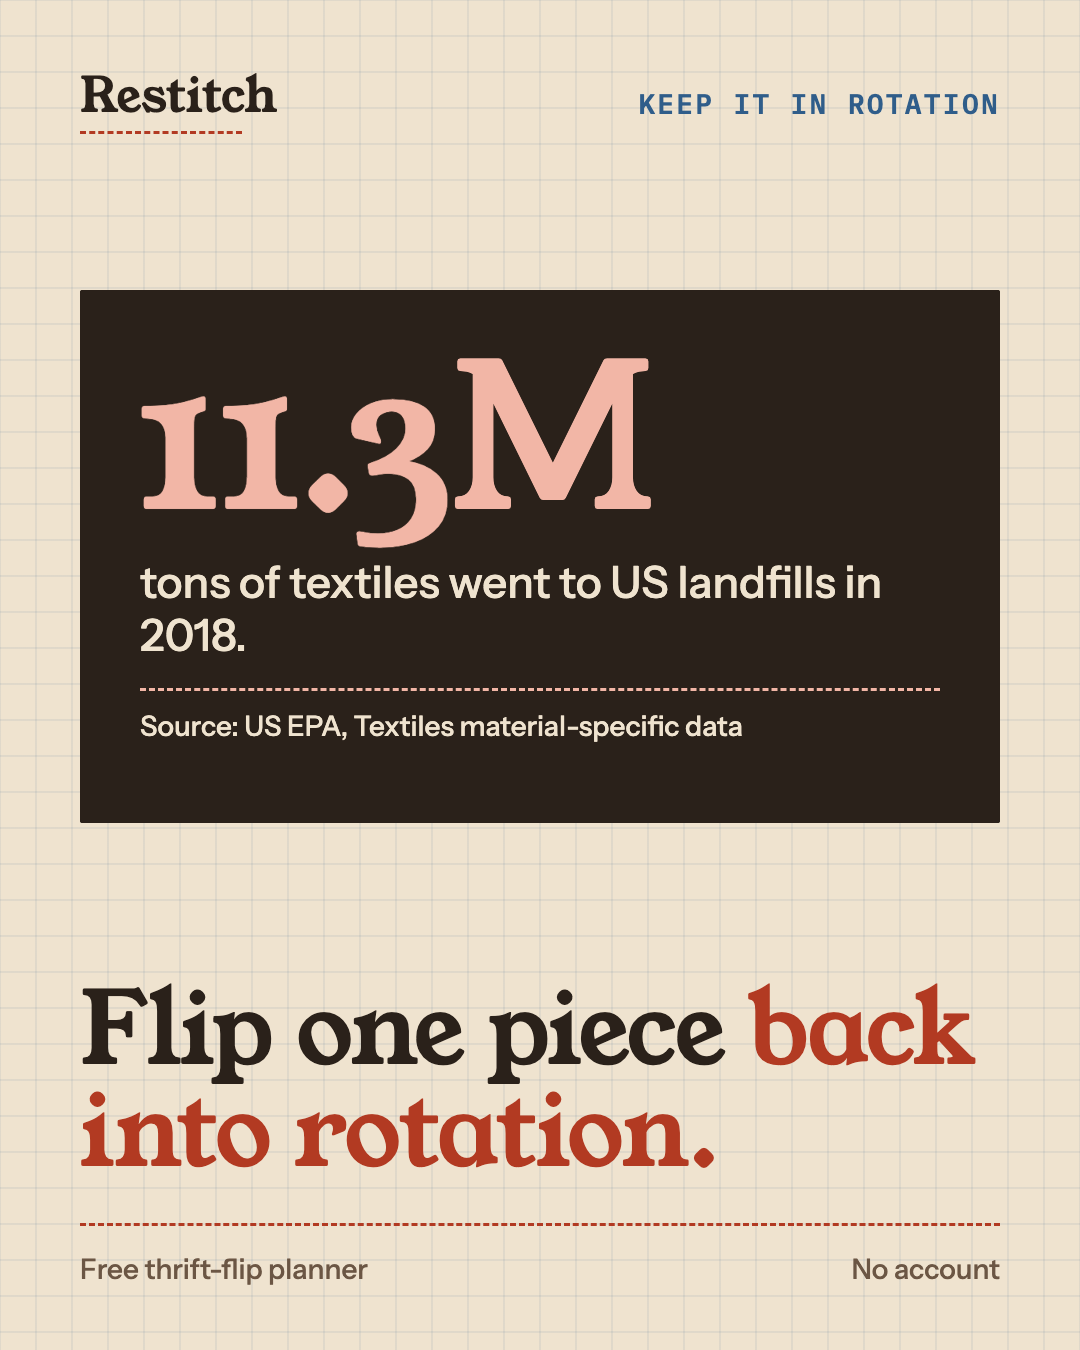 Restitch
KEEP IT IN ROTATION
11.3M
tons of textiles went to US landfills in
2018.
Source: US EPA, Textiles material-specific data
Flip one piece back
into rotation.
Free thrift-flip planner
No account